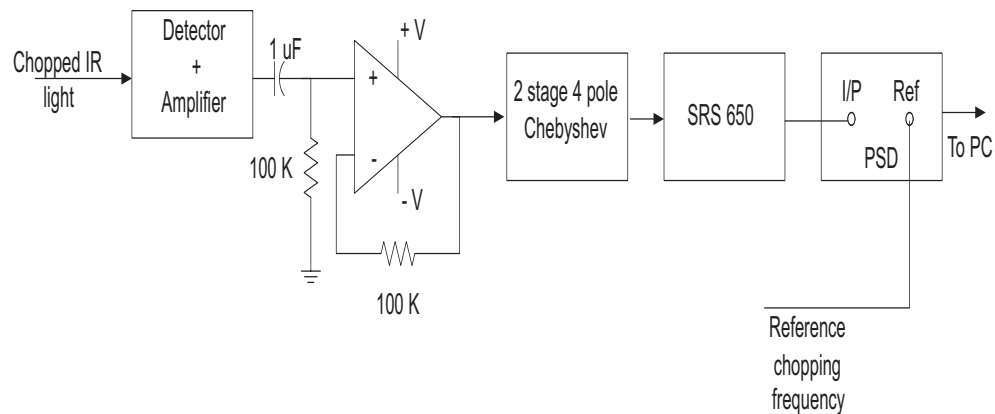 Chopped IR
light
Detector
+
Amplifier
1 uF
100 K
+ V
+
-
- V
100 K
2 stage 4 pole
Chebyshev
SRS 650
I/P Ref
PSD
To PC
Reference
chopping
frequency